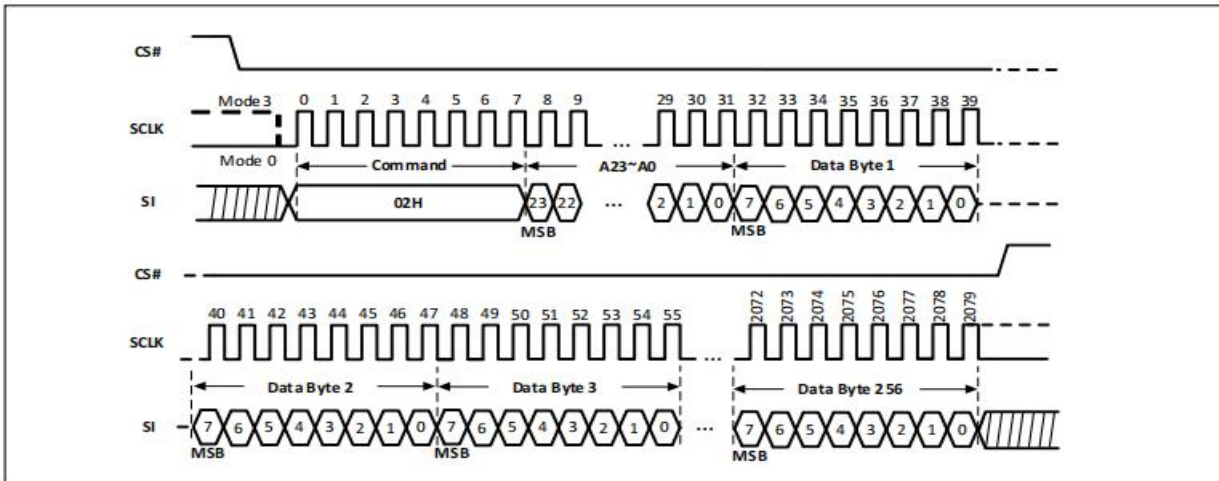 CS#
Mode 3 0 1 2 3 4 5 6 7 8 9 29 30 31 32 33 34 35 36 37 38 39
SCLK ...
Mode 0 Command A23~A0 Data Byte 1
SI 02H 23 22 ... 2 1 0 7 6 5 4 3 2 1 0
MSB MSB
CS#
40 41 42 43 44 45 46 47 48 49 50 51 52 53 54 55 2072 2073 2074 2075 2076 2077 2078 2079
SCLK ...
Data Byte 2 Data Byte 3 Data Byte 256
SI 7 6 5 4 3 2 1 0 7 6 5 4 3 2 1 0 ... 7 6 5 4 3 2 1 0
MSB MSB MSB